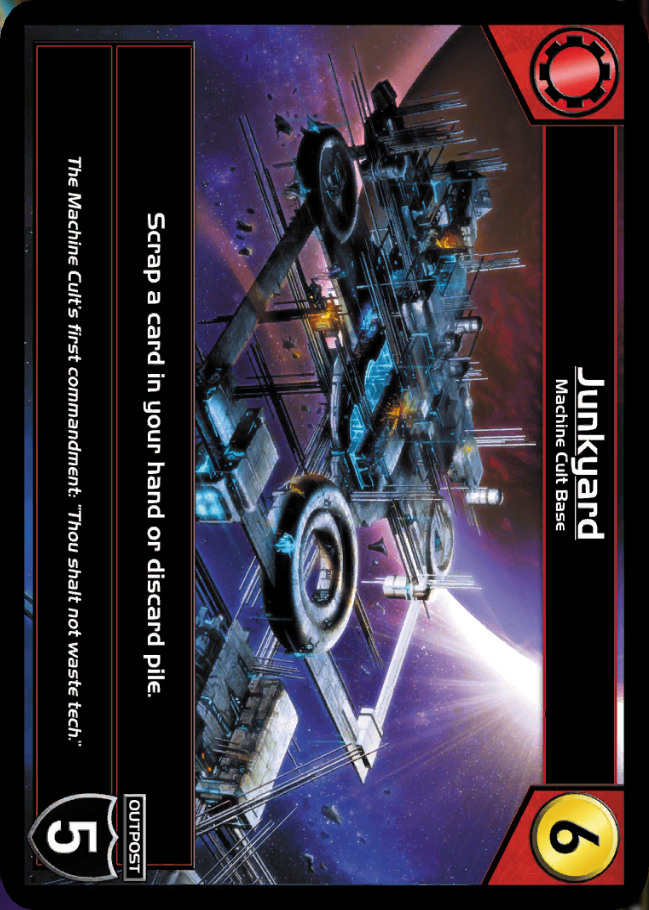 Junkyard
Machine Cult Base
6
Scrap a card in your hand or discard pile.
The Machine Cult's first commandment: "Thou shalt not waste tech."
OUTPOST
5